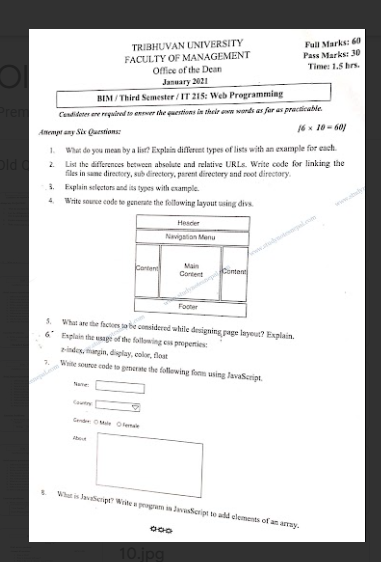 TRIBHUVAN UNIVERSITY
FACULTY OF MANAGEMENT
Office of the Dean
January 2021
Full Marks: 60
Pass Marks: 30
Time: 1.5 hrs.
BIM / Third Semester / IT 215: Web Programming
Candidates are required to answer the questions in their own words as far as practicable.
Attempt any Six Questions:
[6 × 10 = 60]
1. What do you mean by a list? Explain different types of lists with an example for each.
2. List the differences between absolute and relative URLs. Write code for linking the
files in same directory, sub directory, parent directory and root directory.
3. Explain selectors and its types with example.
4. Write source code to generate the following layout using divs.
Header
Navigation Menu
Content
Main
Content
Content
Footer
5. What are the factors to be considered while designing page layout? Explain.
6. Explain the usage of the following css properties:
z-index, margin, display, color, float
7. Write source code to generate the following form using JavaScript.
Name:
Country:
Gender: Male Female
About
8. What is JavaScript? Write a program in JavaScript to add elements of an array.
10.jpg